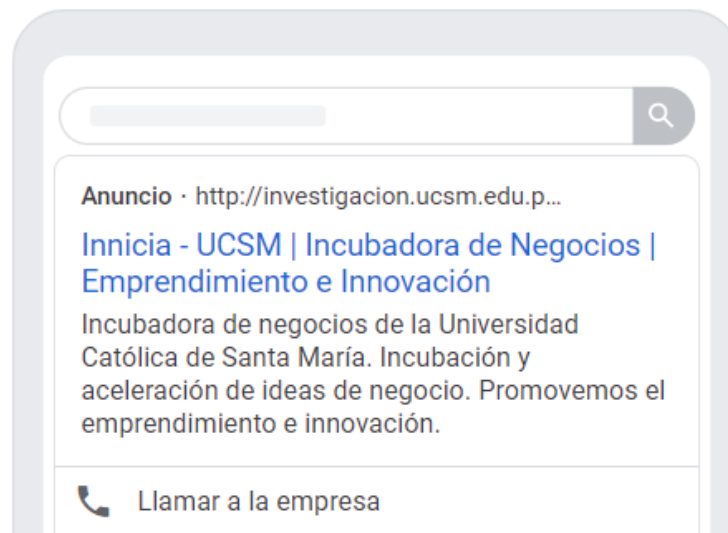 Anuncio · http://investigacion.ucsm.edu.p...
Innicia - UCSM | Incubadora de Negocios |
Emprendimiento e Innovación
Incubadora de negocios de la Universidad
Católica de Santa María. Incubación y
aceleración de ideas de negocio. Promovemos el
emprendimiento e innovación.
Llamar a la empresa